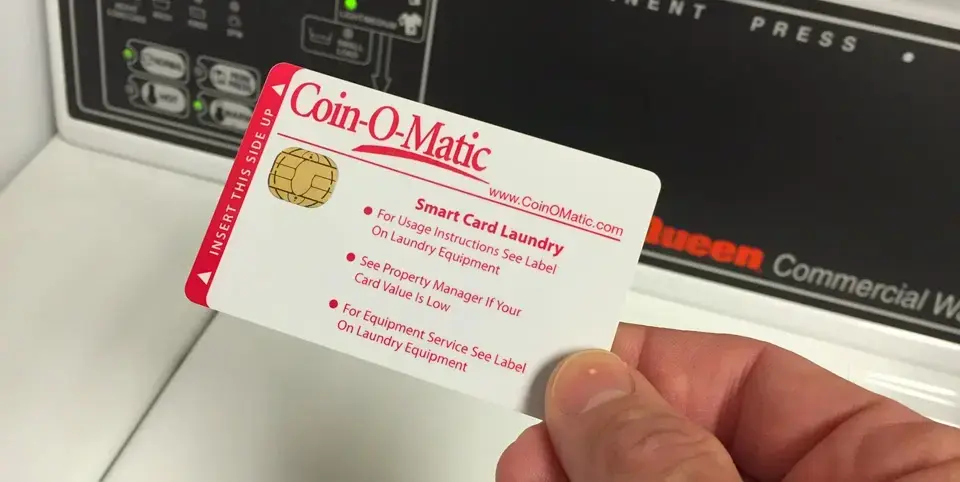 NENT PRESS
Coin-O-Matic
www.CoinOMatic.com
INSERT THIS SIDE UP
Smart Card Laundry
● For Usage Instructions See Label
On Laundry Equipment
● See Property Manager If Your
Card Value Is Low
● For Equipment Service See Label
On Laundry Equipment
Queen Commercial Wa